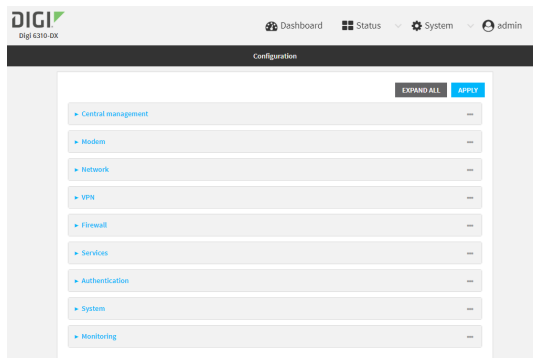 DIGI
Digi 6310-DX
Dashboard Status System admin
Configuration
EXPAND ALL APPLY
Central management
Modem
Network
VPN
Firewall
Services
Authentication
System
Monitoring